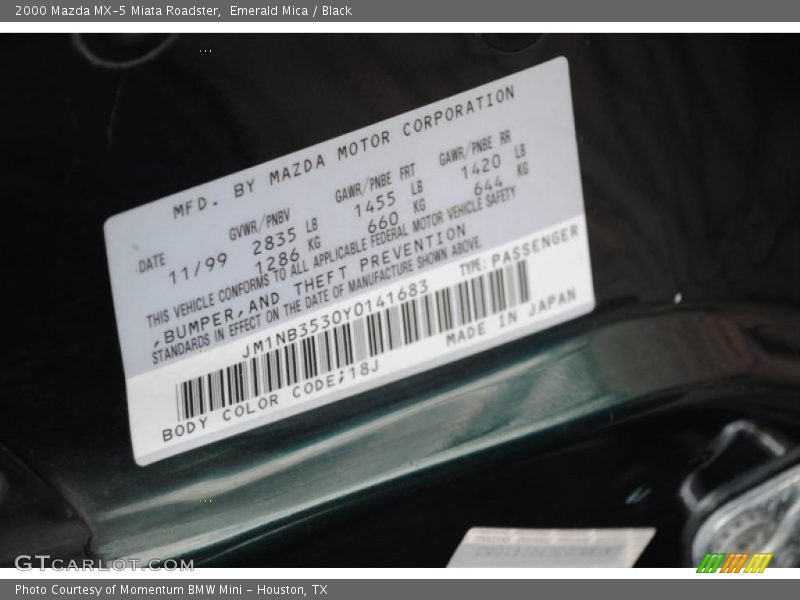 2000 Mazda MX-5 Miata Roadster,  Emerald Mica / Black
MFD. BY MAZDA MOTOR CORPORATION
DATE GVWR/PNBV GAWR/PNBE FRT GAWR/PNBE RR
11/99 2835 LB 1455 LB 1420 LB
1286 KG 660 KG 644 KG
THIS VEHICLE CONFORMS TO ALL APPLICABLE FEDERAL MOTOR VEHICLE SAFETY
,BUMPER,AND THEFT PREVENTION
STANDARDS IN EFFECT ON THE DATE OF MANUFACTURE SHOWN ABOVE.
JM1NB3530Y0141683 TYPE: PASSENGER
BODY COLOR CODE;18J MADE IN JAPAN
GTCARLOT.COM
Photo Courtesy of Momentum BMW Mini - Houston, TX